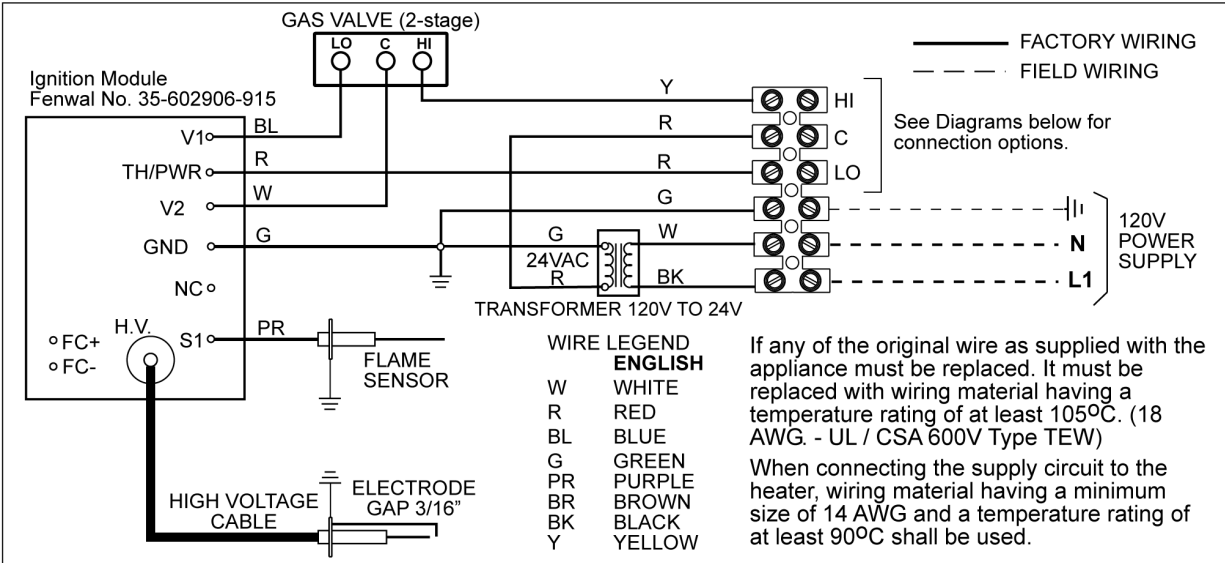 GAS VALVE (2-stage)
LO C HI
FACTORY WIRING
FIELD WIRING
Ignition Module
Fenwal No. 35-602906-915
V1 BL
TH/PWR R
V2 W
GND G
NC
FC+
FC-
H.V.
S1 PR
FLAME
SENSOR
HIGH VOLTAGE
CABLE
ELECTRODE
GAP 3/16"
Y
R
R
G
G
24VAC
R
W
BK
TRANSFORMER 120V TO 24V
HI
C
LO
See Diagrams below for
connection options.
N
L1
120V
POWER
SUPPLY
WIRE LEGEND
ENGLISH
W WHITE
R RED
BL BLUE
G GREEN
PR PURPLE
BR BROWN
BK BLACK
Y YELLOW
If any of the original wire as supplied with the
appliance must be replaced. It must be
replaced with wiring material having a
temperature rating of at least 105ºC. (18
AWG. - UL / CSA 600V Type TEW)
When connecting the supply circuit to the
heater, wiring material having a minimum
size of 14 AWG and a temperature rating of
at least 90ºC shall be used.